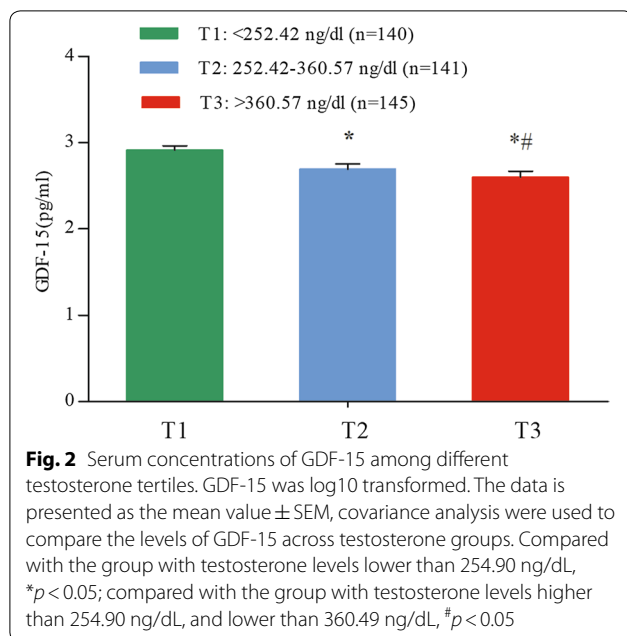 T1: <252.42 ng/dl (n=140)
T2: 252.42-360.57 ng/dl (n=141)
T3: >360.57 ng/dl (n=145)
4
3
2
1
0
GDF-15(pg/ml)
*
*#
T1 T2 T3
Fig. 2 Serum concentrations of GDF-15 among different
testosterone tertiles. GDF-15 was log10 transformed. The data is
presented as the mean value ± SEM, covariance analysis were used to
compare the levels of GDF-15 across testosterone groups. Compared
with the group with testosterone levels lower than 254.90 ng/dL,
*p < 0.05; compared with the group with testosterone levels higher
than 254.90 ng/dL, and lower than 360.49 ng/dL, #p < 0.05